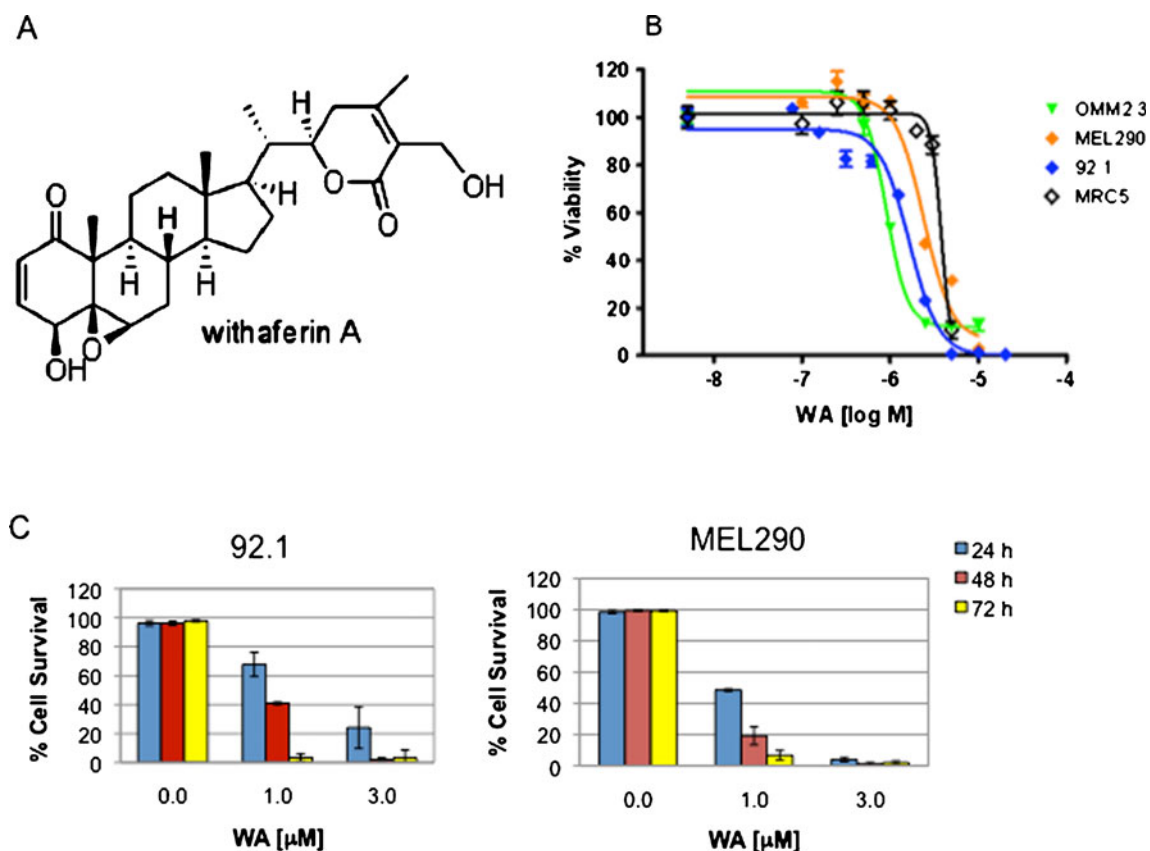 A
H
OH
O
O
O
H
H
H
H
O
OH
withaferin A
B
120
100
80
60
40
20
0
% Viability
-8 -7 -6 -5 -4
WA [log M]
OMM2 3
MEL290
92 1
MRC5
C
92.1
120
100
80
60
40
20
0
% Cell Survival
0.0 1.0 3.0
WA [µM]
MEL290
120
100
80
60
40
20
0
% Cell Survival
0.0 1.0 3.0
WA [µM]
24 h
48 h
72 h